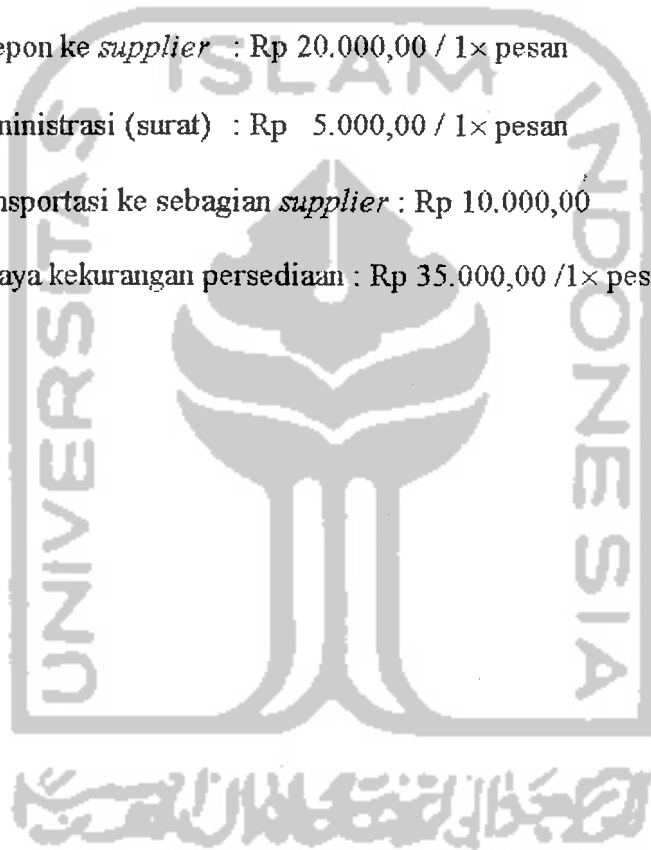 epon ke supplier : Rp 20.000,00 / 1× pesan
ninistrasi (surat) : Rp 5.000,00 / 1× pesan
nsportasi ke sebagian supplier : Rp 10.000,00
aya kekurangan persediaan : Rp 35.000,00 /1× pes
ISLAM
UNIVERSITAS
INDONESIA